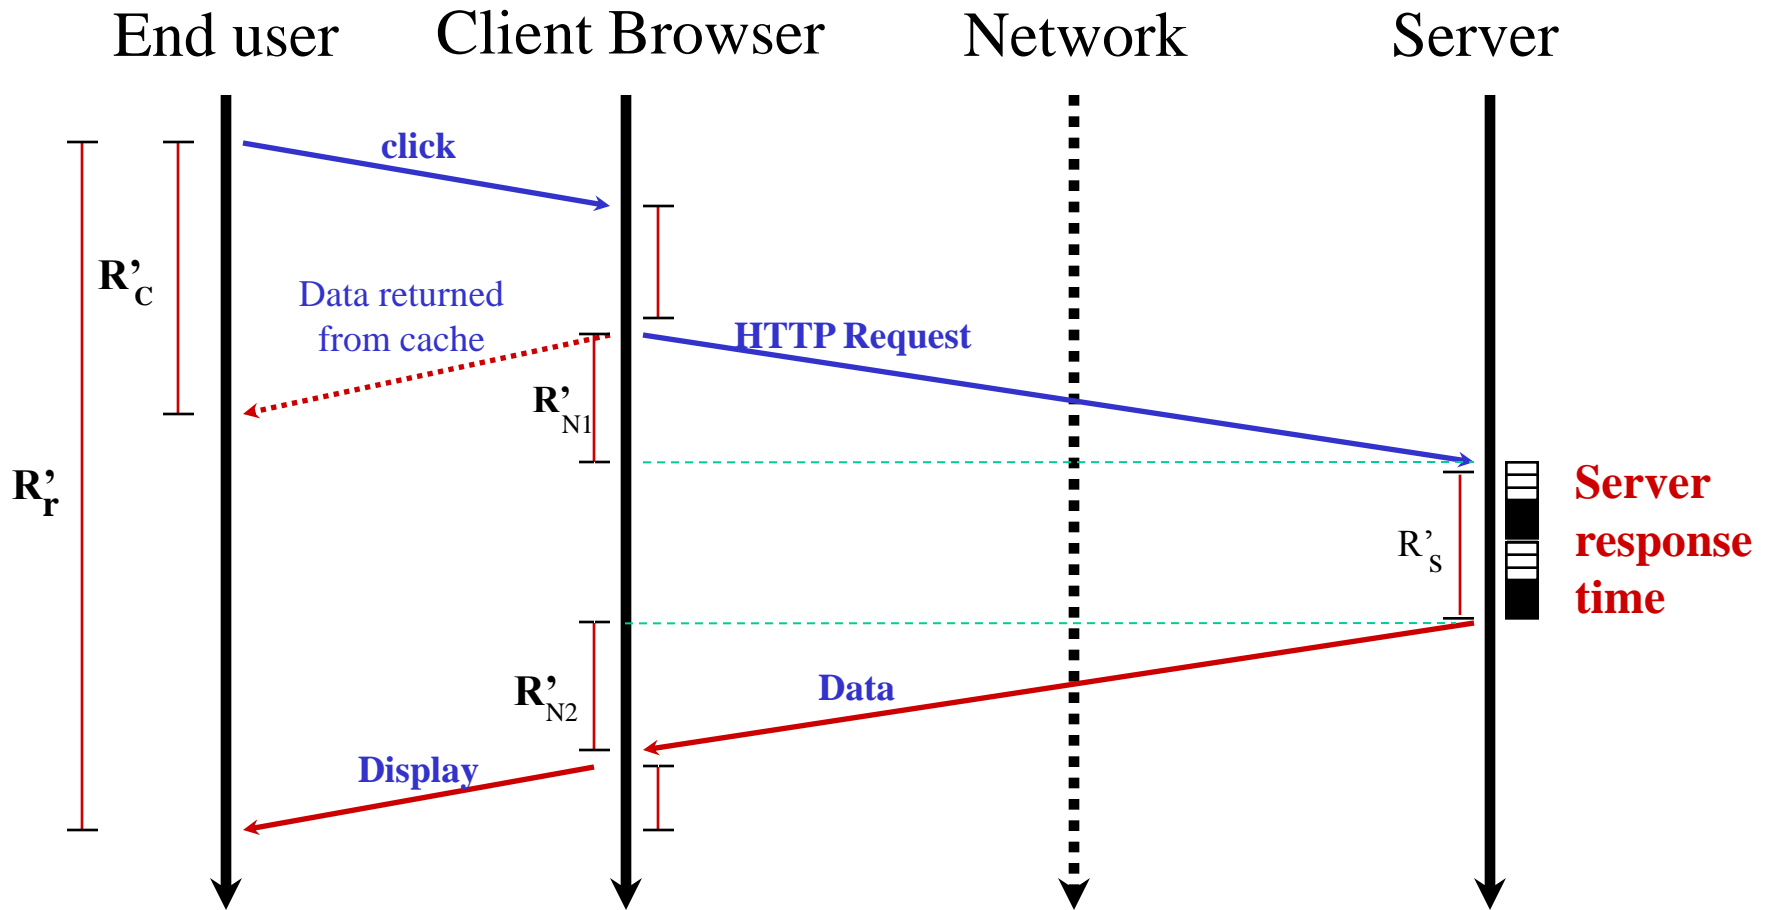 End user
Client Browser
Network
Server
click
R’C
Data returned
from cache
HTTP Request
R’N1
R’r
Server
response
time
R’s
R’N2
Data
Display